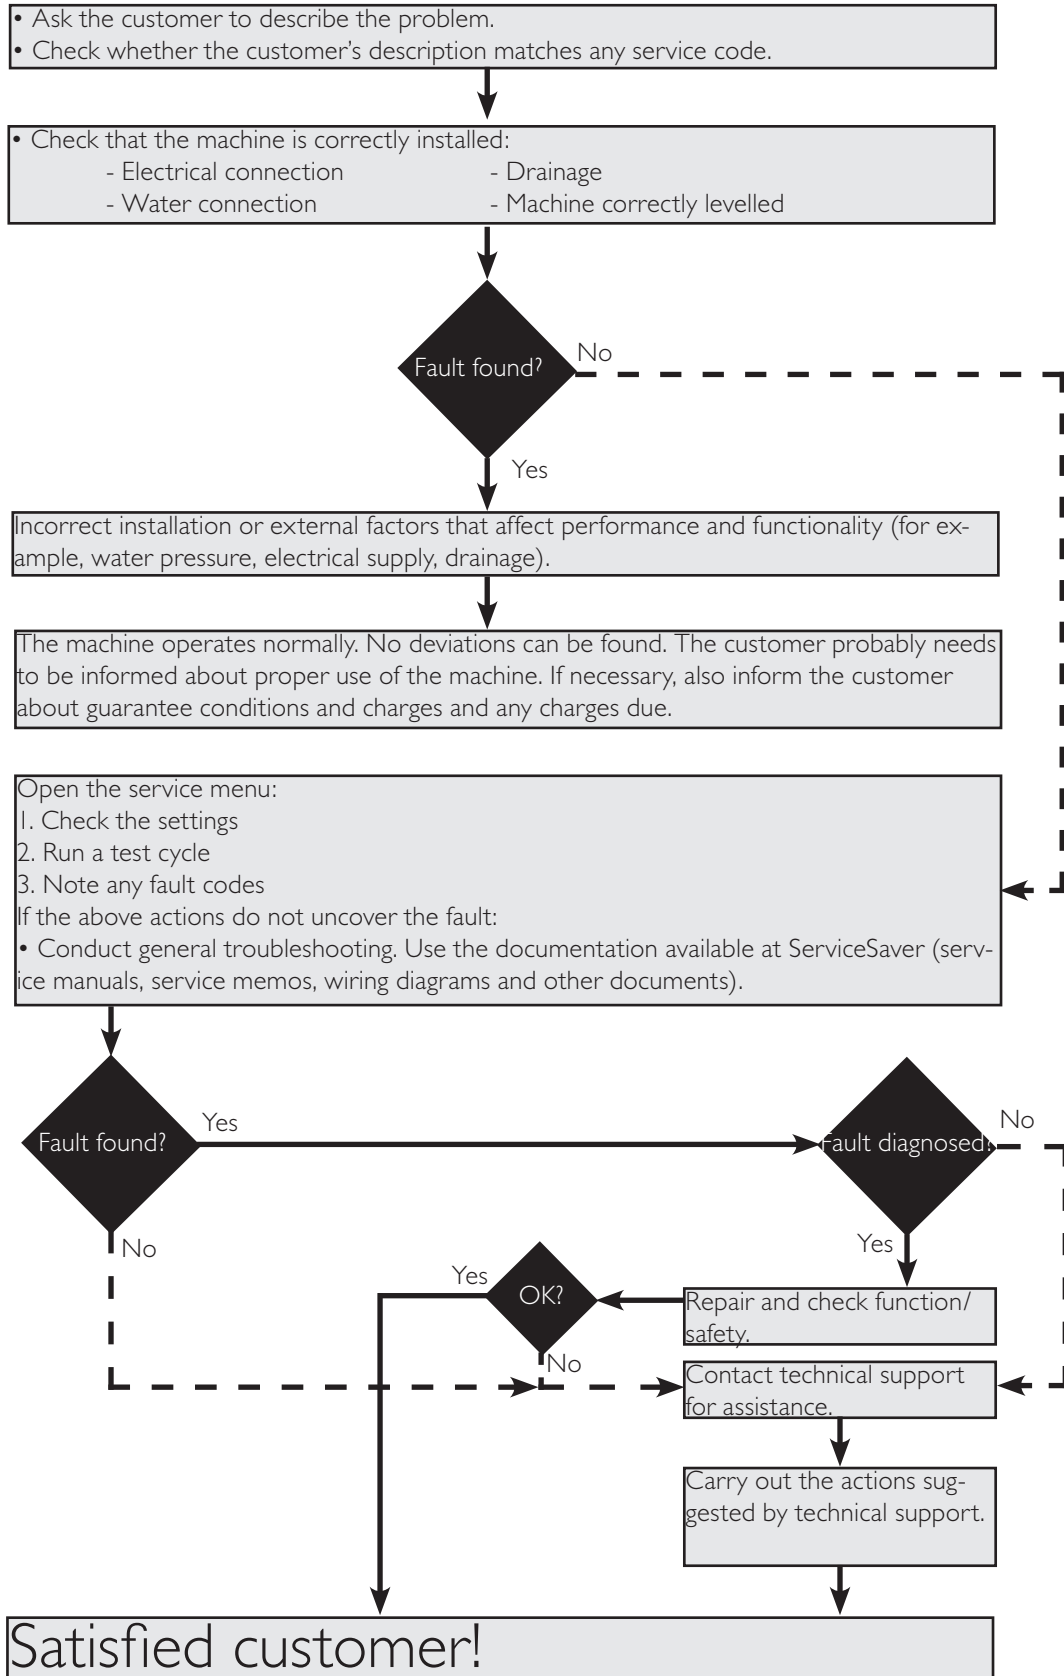 • Ask the customer to describe the problem.
• Check whether the customer's description matches any service code.
• Check that the machine is correctly installed:
- Electrical connection - Drainage
- Water connection - Machine correctly levelled
Fault found?
No
Yes
Incorrect installation or external factors that affect performance and functionality (for ex-
ample, water pressure, electrical supply, drainage).
The machine operates normally. No deviations can be found. The customer probably needs
to be informed about proper use of the machine. If necessary, also inform the customer
about guarantee conditions and charges and any charges due.
Open the service menu:
1. Check the settings
2. Run a test cycle
3. Note any fault codes
If the above actions do not uncover the fault:
• Conduct general troubleshooting. Use the documentation available at ServiceSaver (serv-
ice manuals, service memos, wiring diagrams and other documents).
Fault found?
Yes
No
Fault diagnosed?
No
Yes
Repair and check function/
safety.
OK?
Yes
No
Contact technical support
for assistance.
Carry out the actions sug-
gested by technical support.
Satisfied customer!